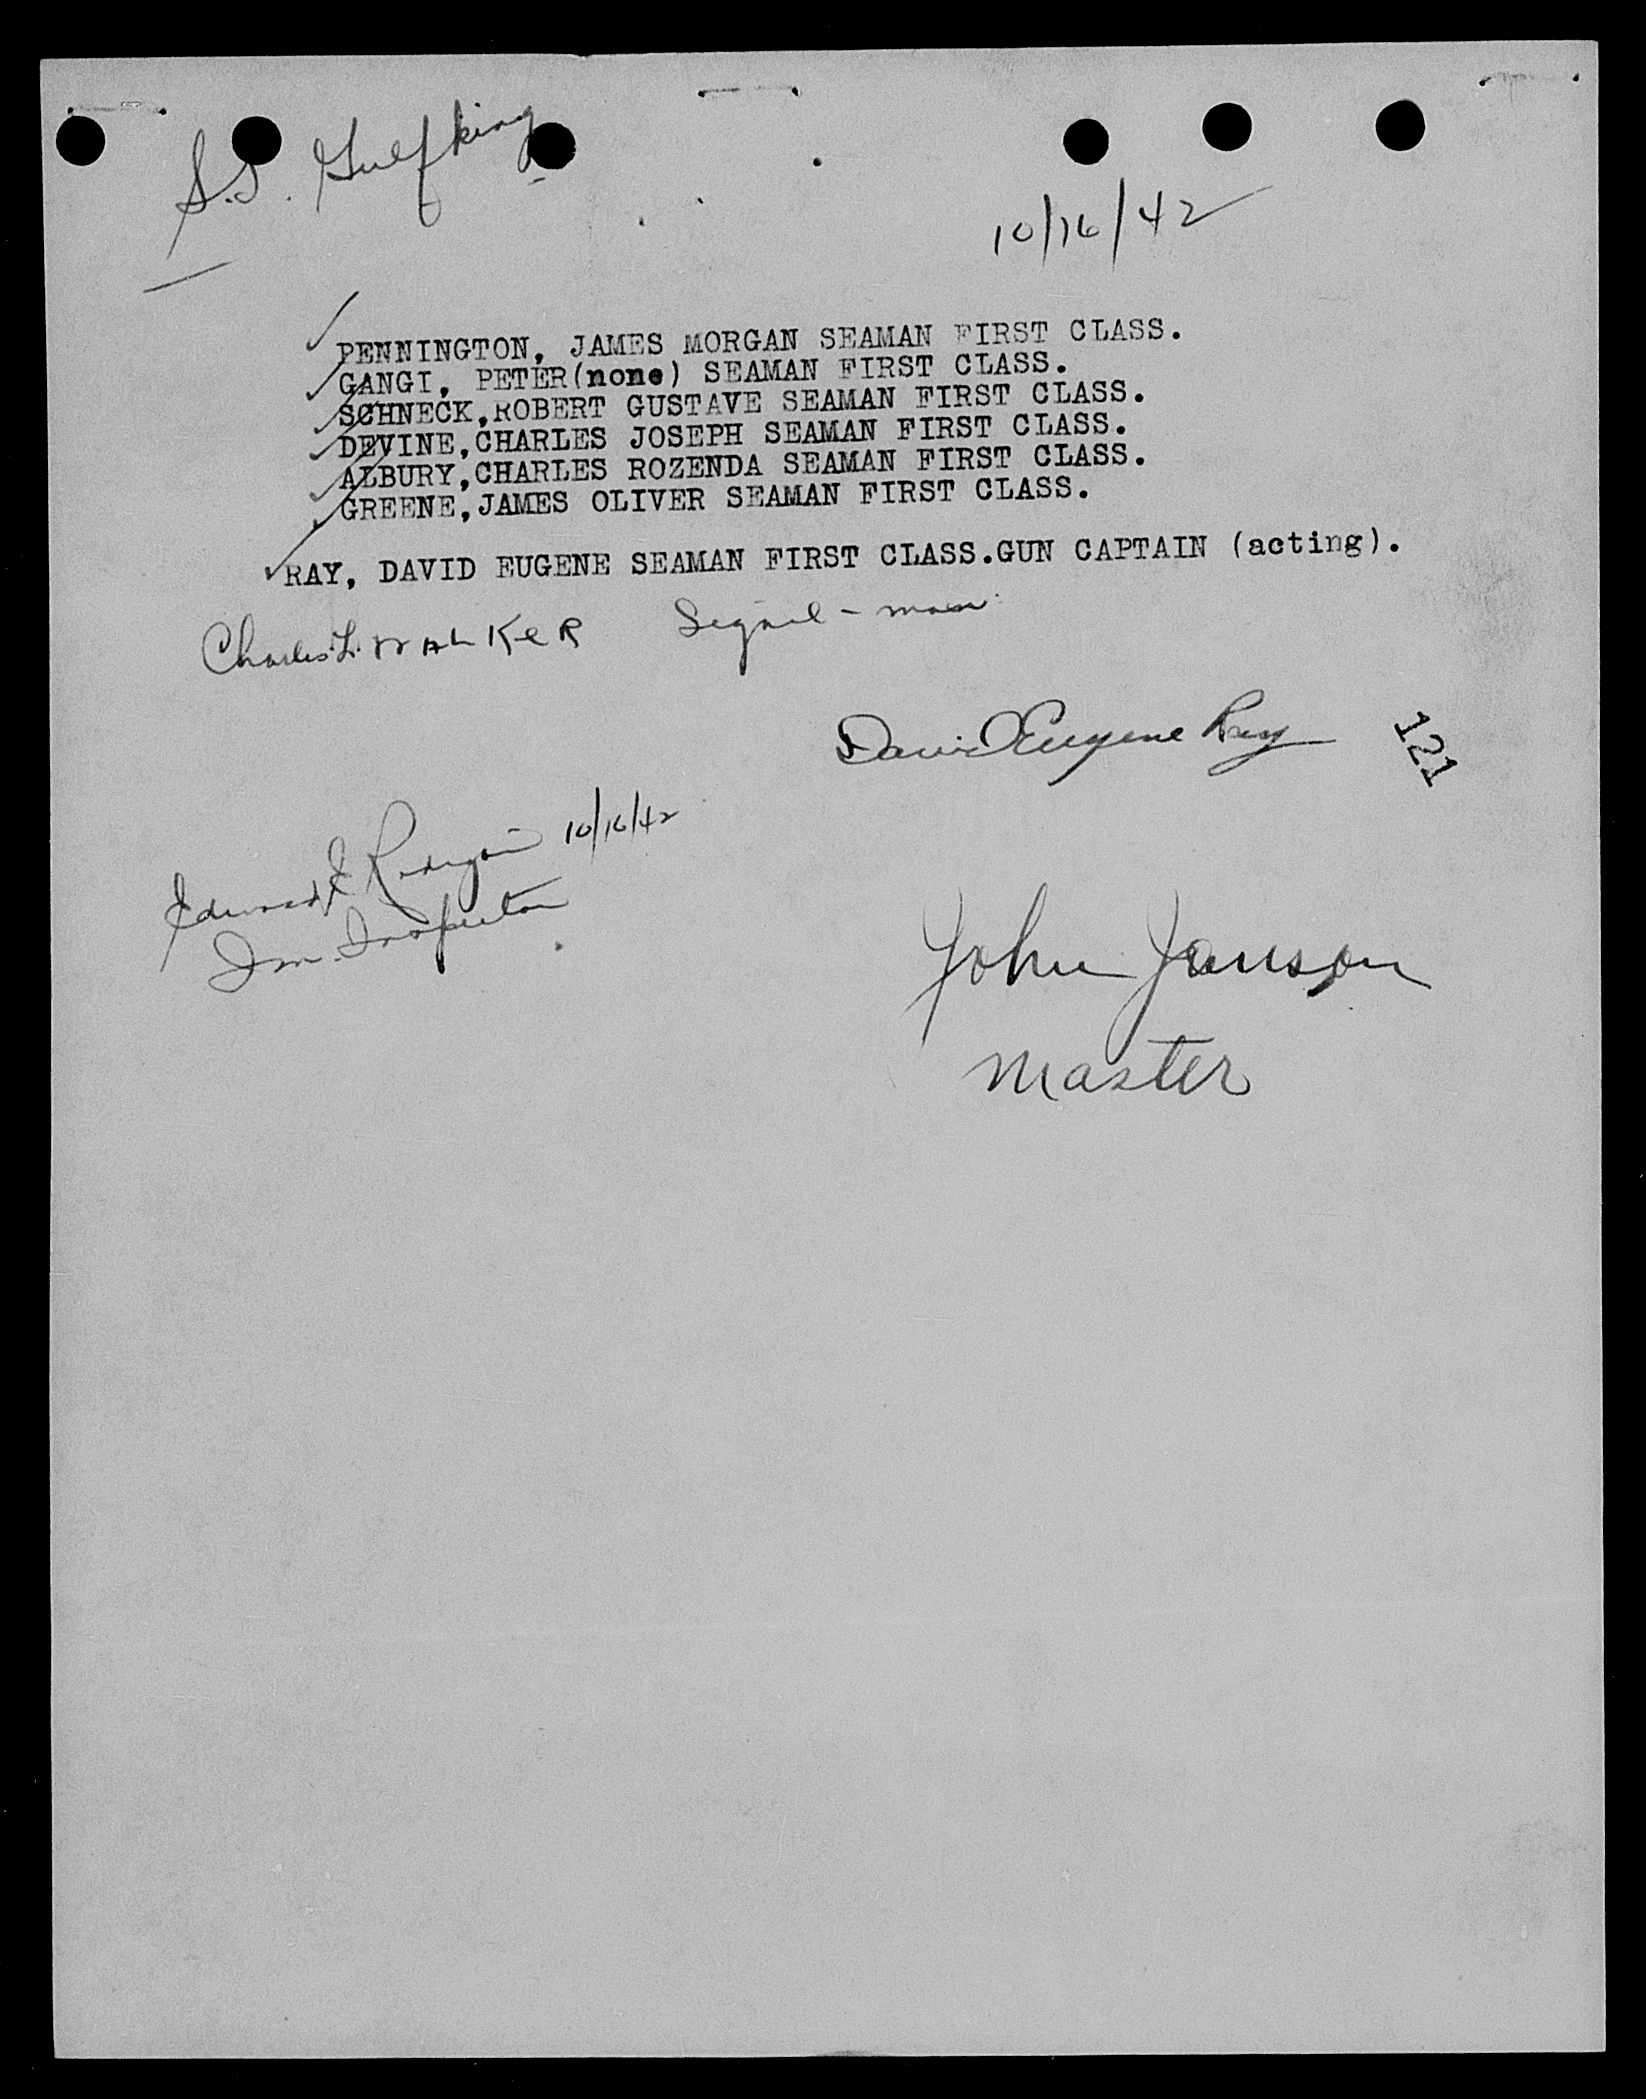 S.S. Gulfking
10/16/42
PENNINGTON, JAMES MORGAN SEAMAN FIRST CLASS.
GANGI, PETER(none) SEAMAN FIRST CLASS.
SCHNECK,ROBERT GUSTAVE SEAMAN FIRST CLASS.
DEVINE,CHARLES JOSEPH SEAMAN FIRST CLASS.
ALBURY,CHARLES ROZENDA SEAMAN FIRST CLASS.
GREENE,JAMES OLIVER SEAMAN FIRST CLASS.
RAY, DAVID EUGENE SEAMAN FIRST CLASS.GUN CAPTAIN (acting).
Charles L. WALKeR Signal-man
David Eugene Ray
121
Edward E 10/16/42
Im. Inspector
John Janson
Master